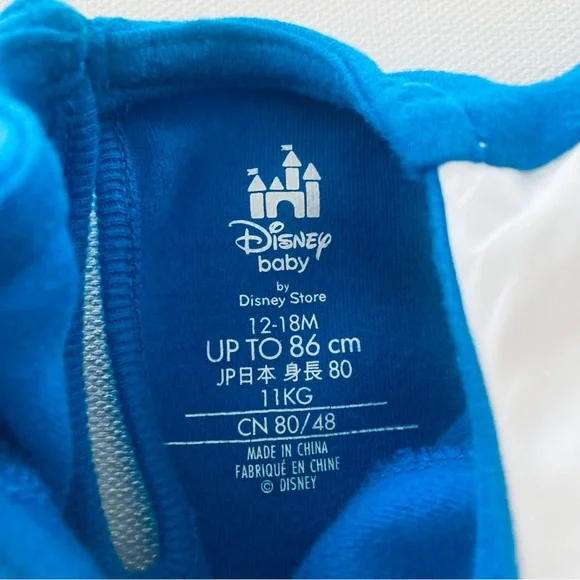 Disney
baby
by
Disney Store
12-18M
UP TO 86 cm
JP日本 身長 80
11KG
CN 80/48
MADE IN CHINA
FABRIQUÉ EN CHINE
© DISNEY